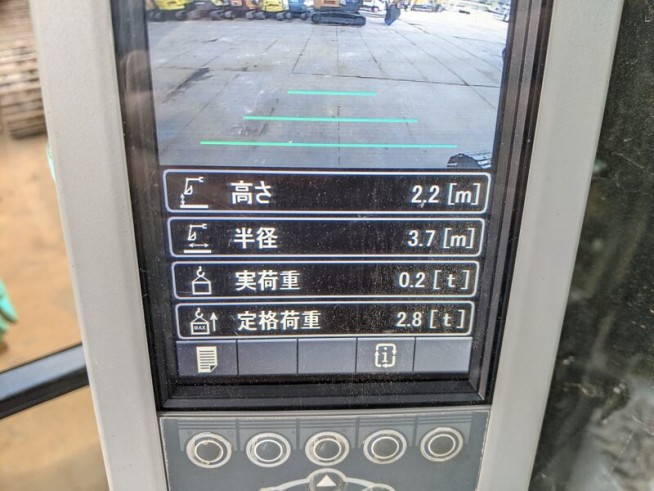 高さ 2.2 [m]
半径 3.7 [m]
実荷重 0.2 [t]
MAX 定格荷重 2.8 [t]
i